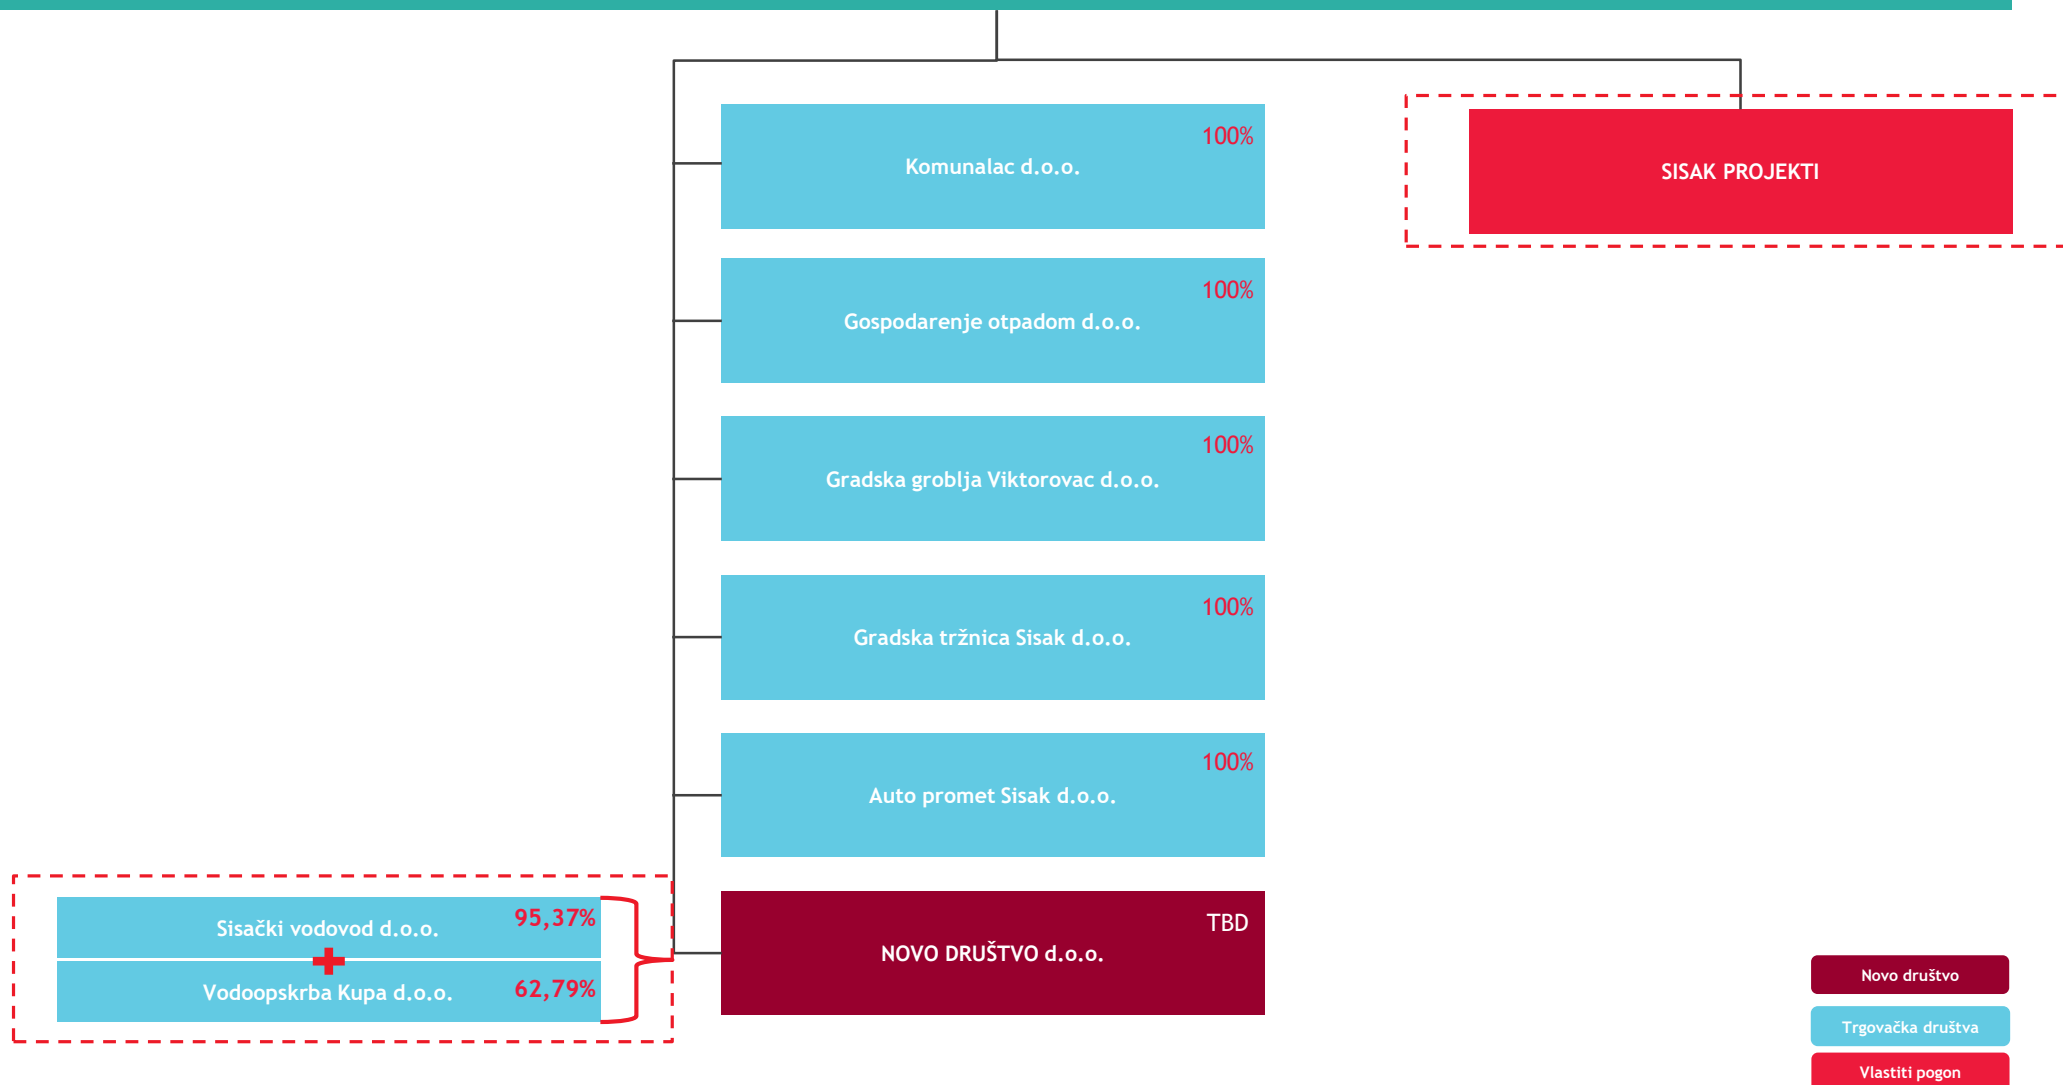 100%
Komunalac d.o.o.
SISAK PROJEKTI
100%
Gospodarenje otpadom d.o.o.
100%
Gradska groblja Viktorovac d.o.o.
100%
Gradska tržnica Sisak d.o.o.
100%
Auto promet Sisak d.o.o.
95,37%
Sisački vodovod d.o.o.
62,79%
Vodoopskrba Kupa d.o.o.
TBD
NOVO DRUŠTVO d.o.o.
Novo društvo
Trgovačka društva
Vlastiti pogon